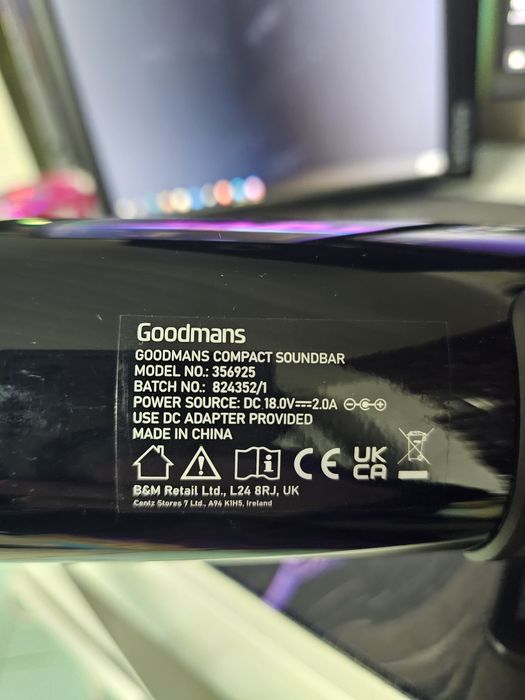 Goodmans
GOODMANS COMPACT SOUNDBAR
MODEL NO.: 356925
BATCH NO.: 824352/1
POWER SOURCE: DC 18.0V⎓2.0A
USE DC ADAPTER PROVIDED
MADE IN CHINA
CE UK CA
B&M Retail Ltd., L24 8RJ, UK
Centz Stores 7 Ltd., A94 K1H5, Ireland